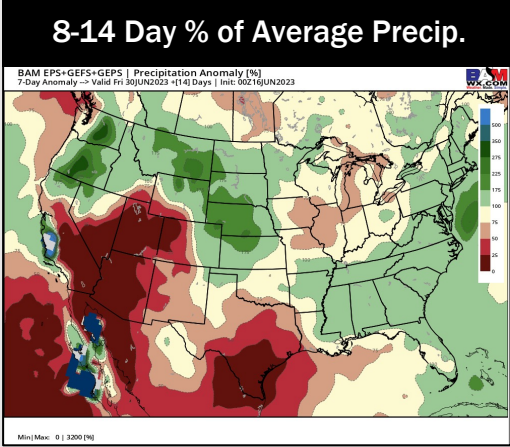 8-14 Day % of Average Precip.
BAM EPS+GEFS+GEPS | Precipitation Anomaly [%]
7-Day Anomaly --> Valid Fri 30JUN2023 +[14] Days | Init: 00Z16JUN2023
BAM
WX.COM
500
350
275
225
175
100
75
50
25
0
Min|Max: 0 | 3200 [%]